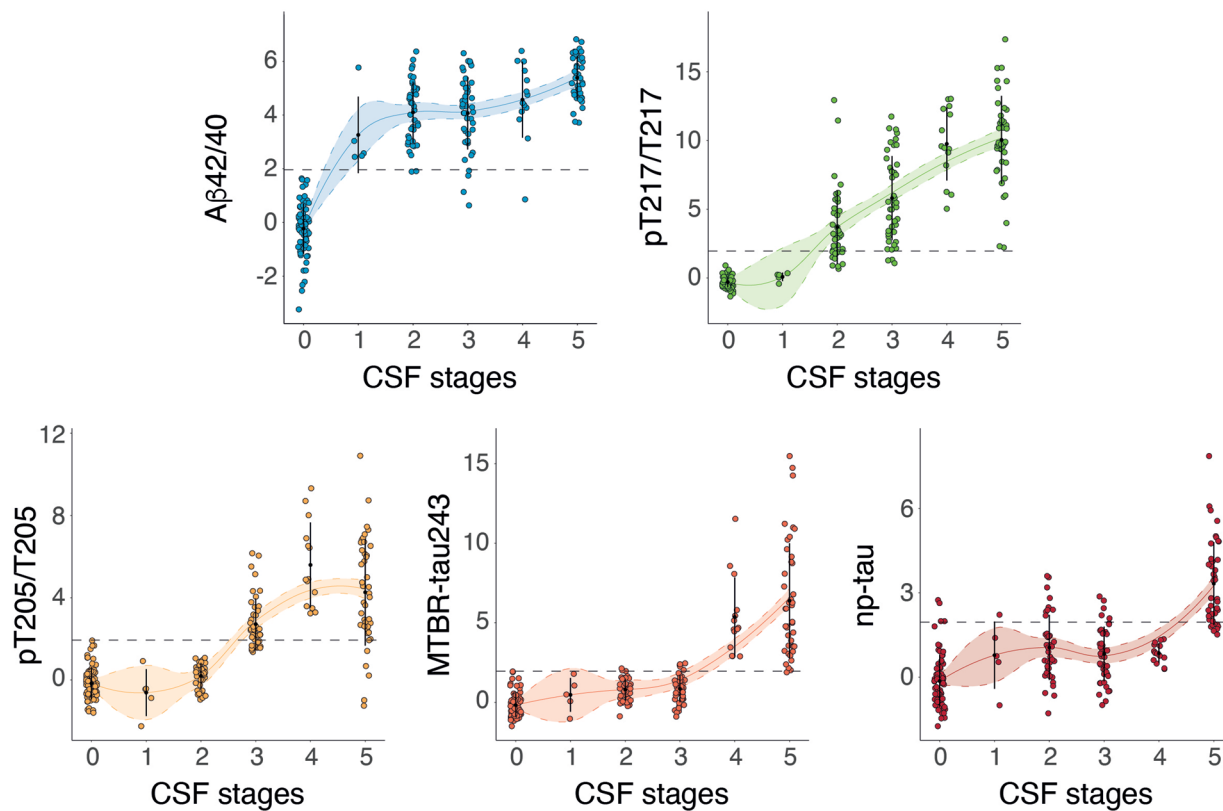 Aβ42/40
6
4
2
0
-2
0 1 2 3 4 5
CSF stages
pT217/T217
15
10
5
0
0 1 2 3 4 5
CSF stages
pT205/T205
12
8
4
0
0 1 2 3 4 5
CSF stages
MTBR-tau243
15
10
5
0
0 1 2 3 4 5
CSF stages
np-tau
6
3
0
0 1 2 3 4 5
CSF stages